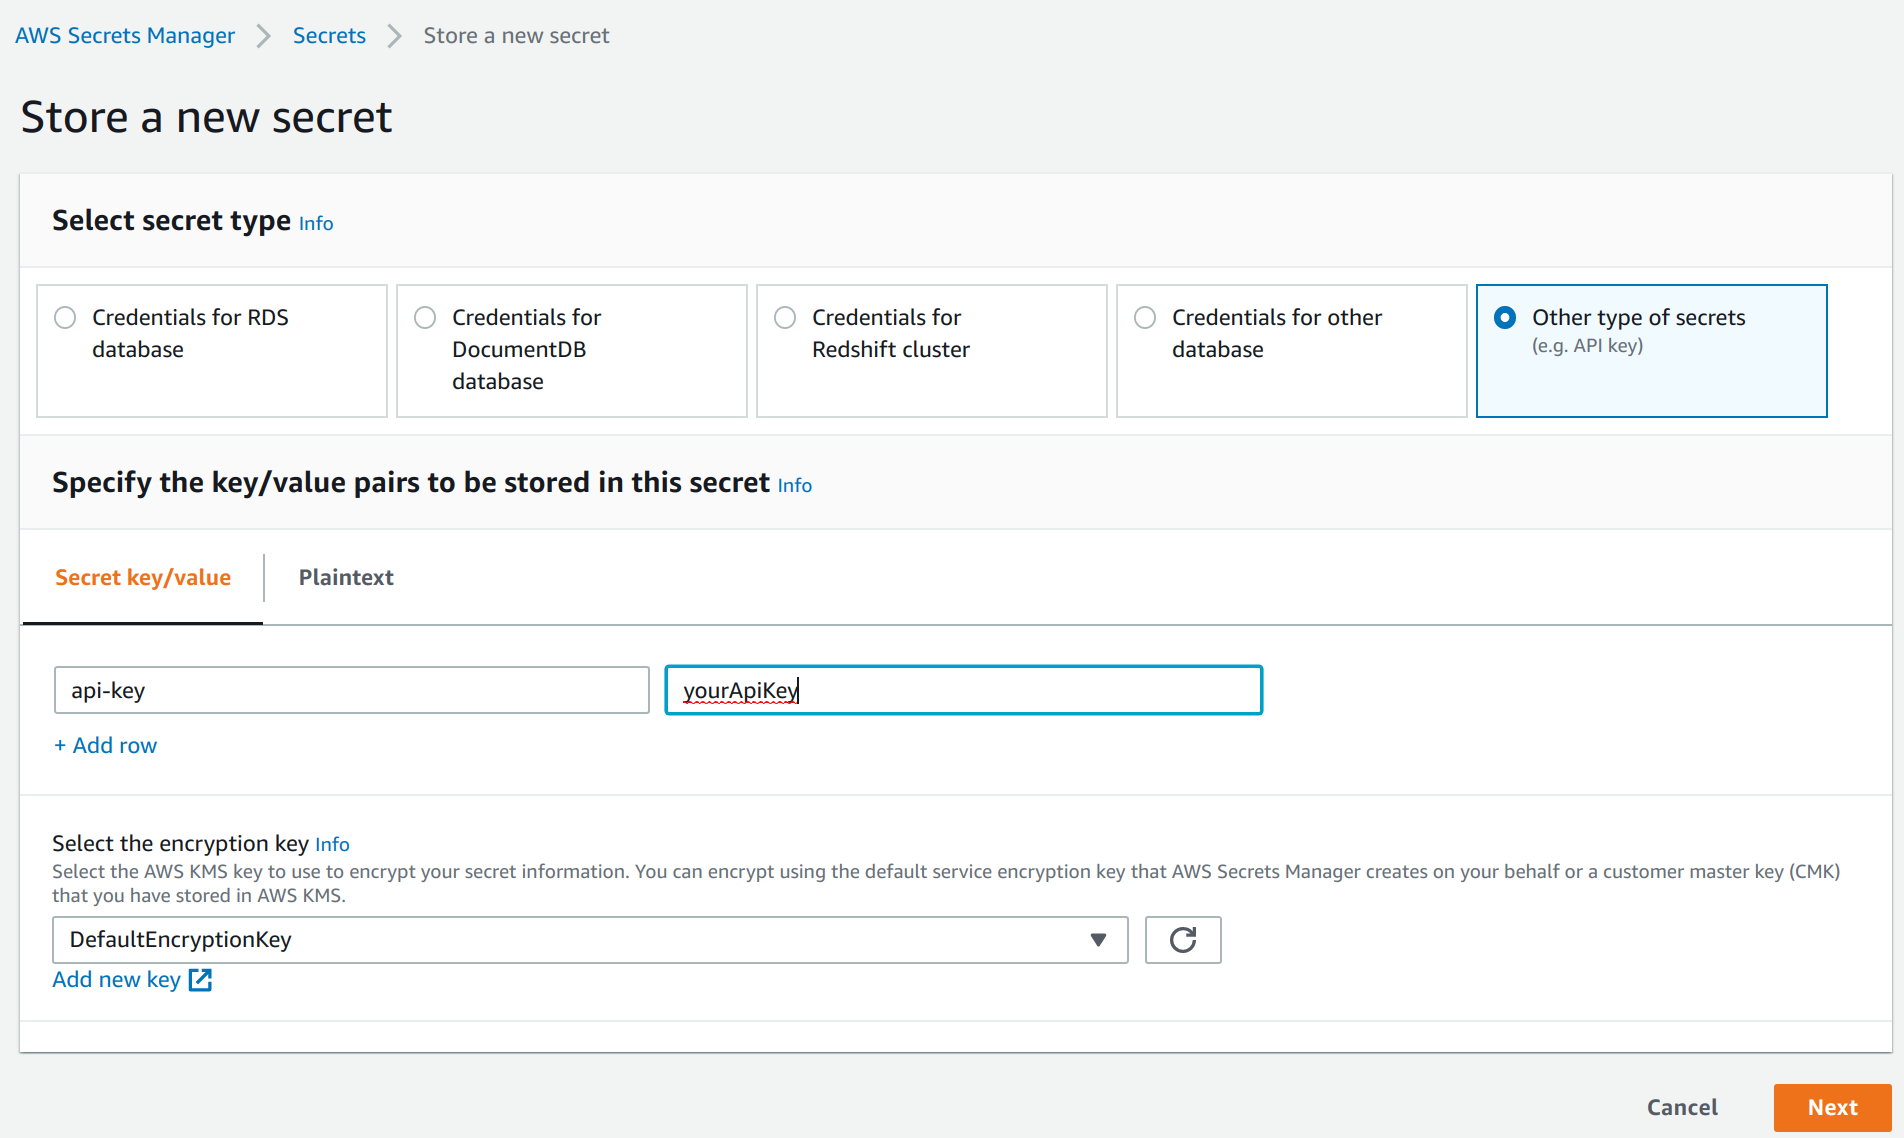 AWS Secrets Manager > Secrets > Store a new secret
Store a new secret
Select secret type Info
Credentials for RDS
database
Credentials for
DocumentDB
database
Credentials for
Redshift cluster
Credentials for other
database
Other type of secrets
(e.g. API key)
Specify the key/value pairs to be stored in this secret Info
Secret key/value
Plaintext
api-key
yourApiKey
+ Add row
Select the encryption key Info
Select the AWS KMS key to use to encrypt your secret information. You can encrypt using the default service encryption key that AWS Secrets Manager creates on your behalf or a customer master key (CMK)
that you have stored in AWS KMS.
DefaultEncryptionKey
Add new key
Cancel
Next